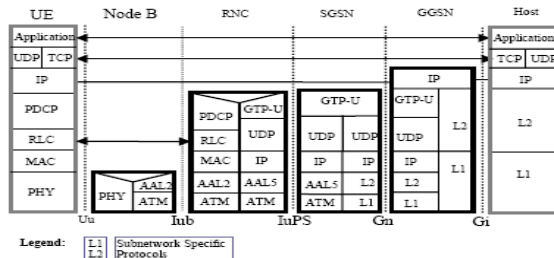 UE Node B RNC SGSN GGSN Host
Application Application
UDP TCP TCP UDP
IP IP IP
PDCP PDCP GTP-U GTP-U GTP-U L2 L2
RLC RLC UDP UDP UDP UDP
MAC MAC IP IP IP IP L1 L1
PHY PHY AAL2 AAL2 AAL5 AAL5 L2 L2
ATM ATM ATM ATM L1 L1
Uu Iub IuPS Gn Gi
Legend: L1 Subnetwork Specific
L2 Protocols